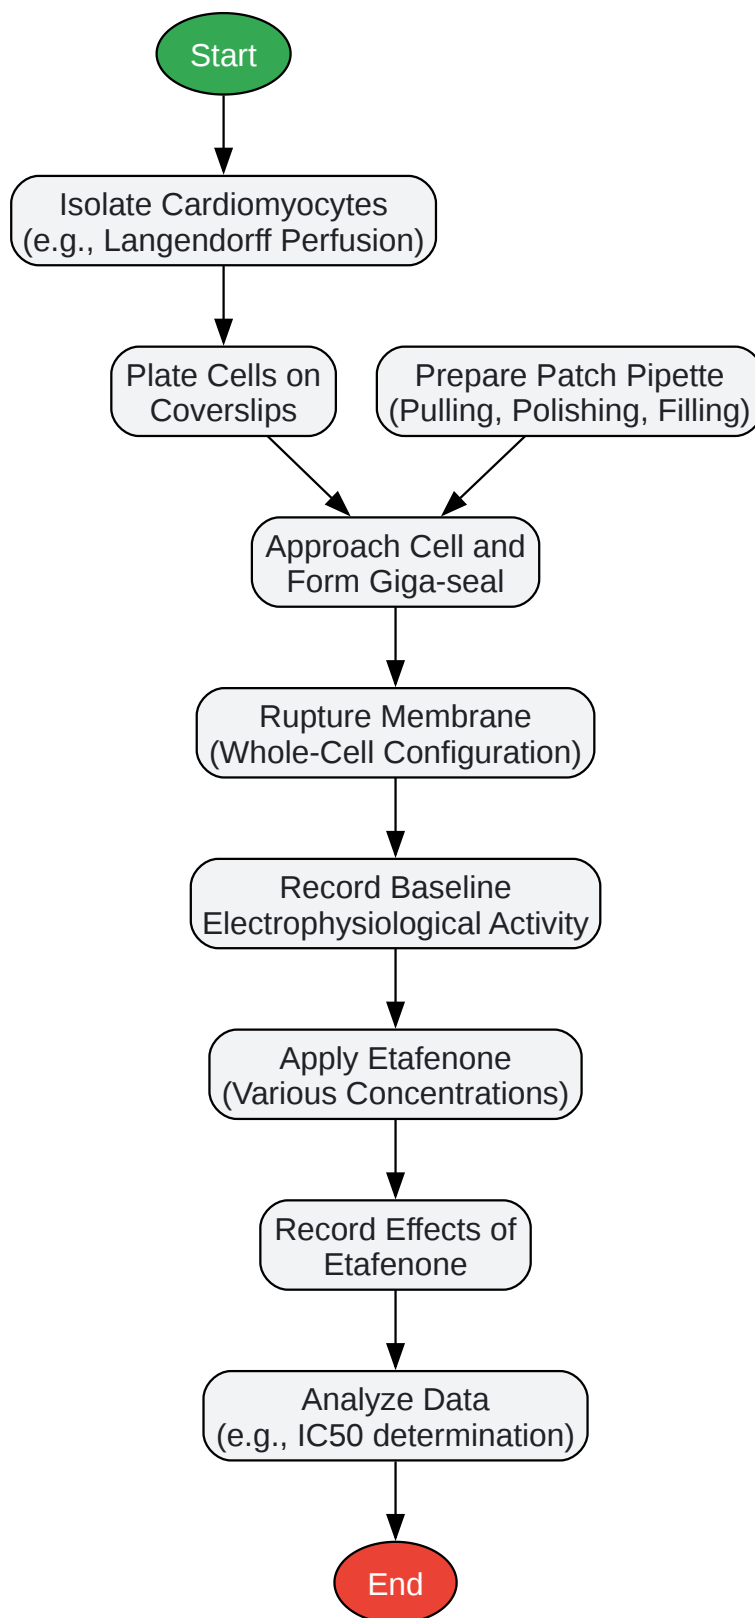 Start
Isolate Cardiomyocytes
(e.g., Langendorff Perfusion)
Plate Cells on
Coverslips
Prepare Patch Pipette
(Pulling, Polishing, Filling)
Approach Cell and
Form Giga-seal
Rupture Membrane
(Whole-Cell Configuration)
Record Baseline
Electrophysiological Activity
Apply Etafenone
(Various Concentrations)
Record Effects of
Etafenone
Analyze Data
(e.g., IC50 determination)
End